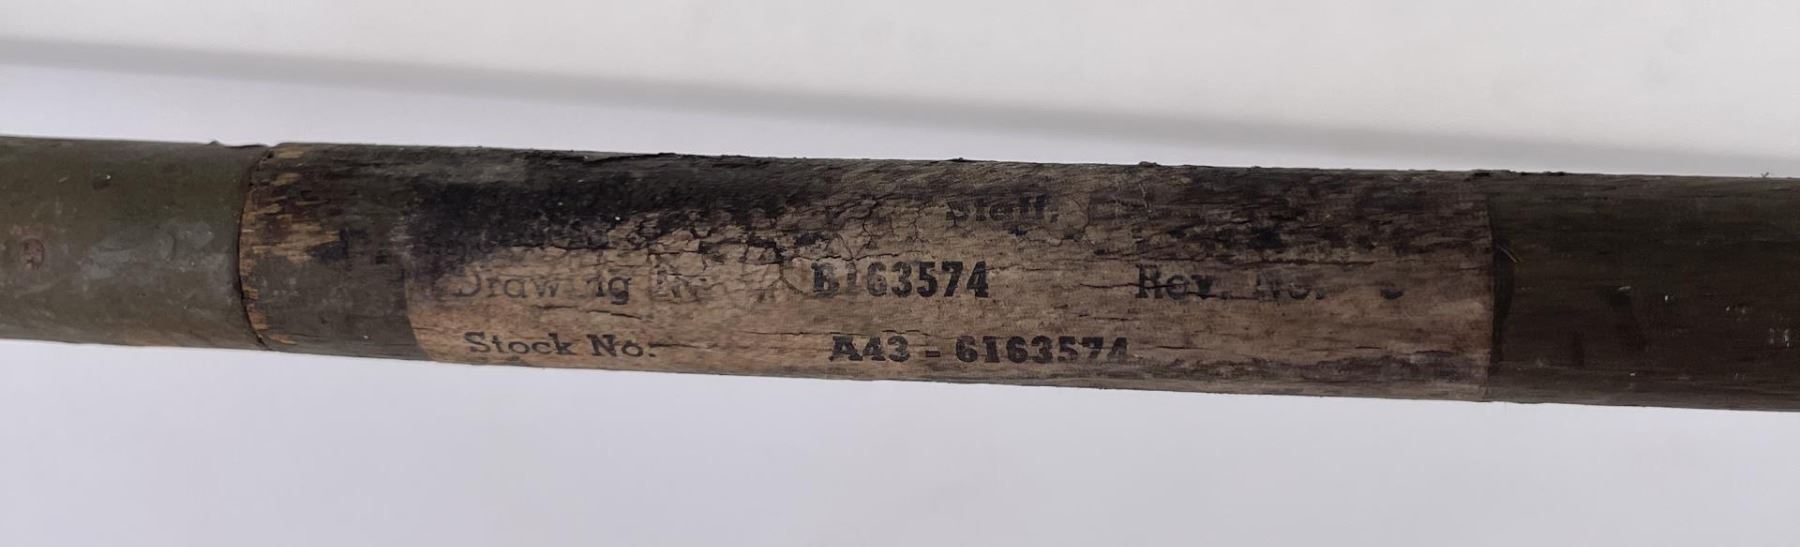 Staff,
Drawing No. B163574 Rev. No.
Stock No. A43 - 6163574